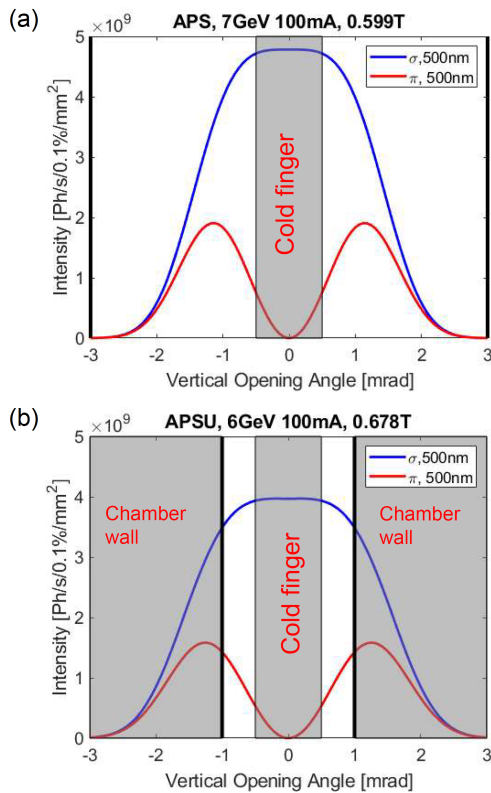 (a)
APS, 7GeV 100mA, 0.599T
×10⁹
σ,500nm
π, 500nm
Cold finger
Intensity [Ph/s/0.1%/mm²]
5
4
3
2
1
0
-3 -2 -1 0 1 2 3
Vertical Opening Angle [mrad]
(b)
APSU, 6GeV 100mA, 0.678T
×10⁹
σ,500nm
π, 500nm
Chamber
wall
Cold finger
Chamber
wall
Intensity [Ph/s/0.1%/mm²]
5
4
3
2
1
0
-3 -2 -1 0 1 2 3
Vertical Opening Angle [mrad]